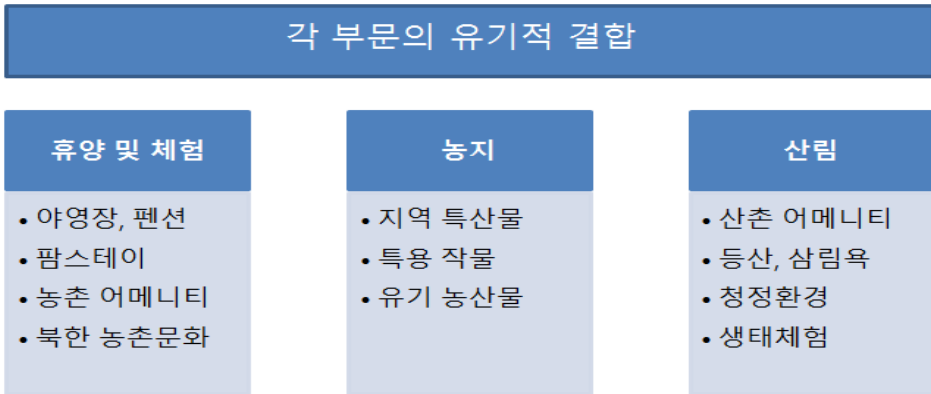 각 부문의 유기적 결합
휴양 및 체험
• 야영장, 펜션
• 팜스테이
• 농촌 어메니티
• 북한 농촌문화
농지
• 지역 특산물
• 특용 작물
• 유기 농산물
산림
• 산촌 어메니티
• 등산, 삼림욕
• 청정환경
• 생태체험